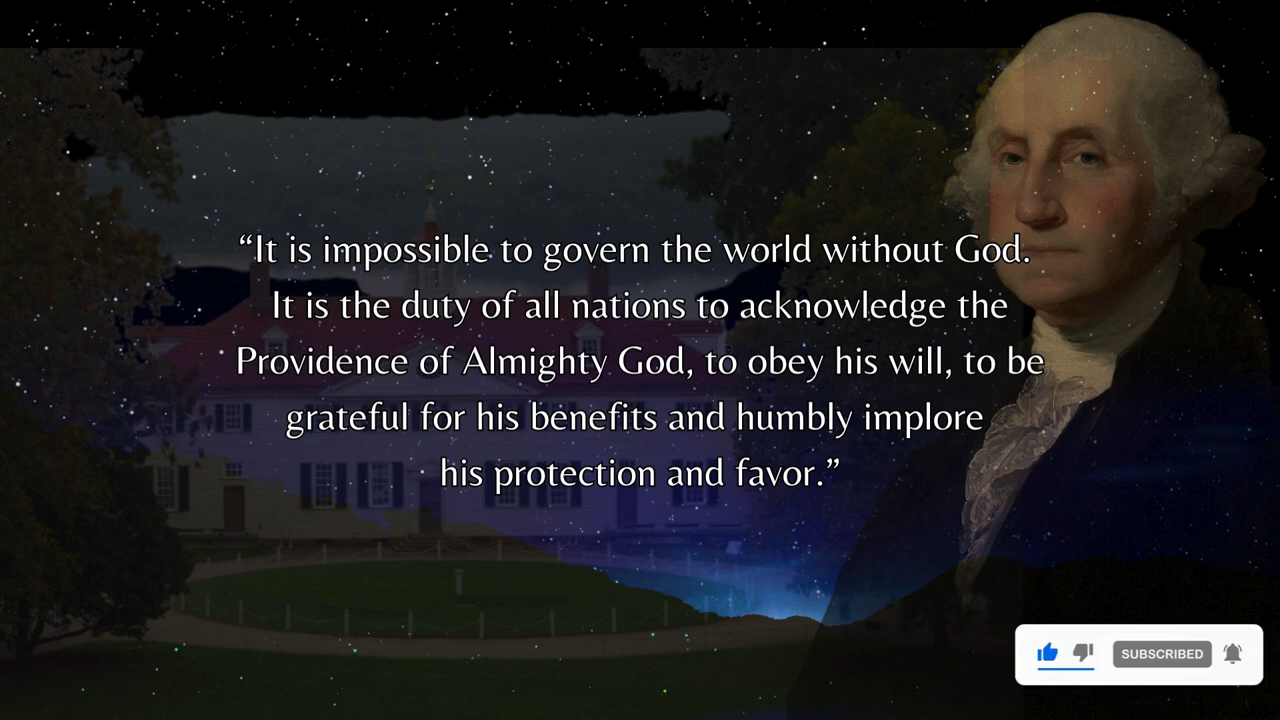 “It is impossible to govern the world without God.
It is the duty of all nations to acknowledge the
Providence of Almighty God, to obey his will, to be
grateful for his benefits and humbly implore
his protection and favor.”
SUBSCRIBED